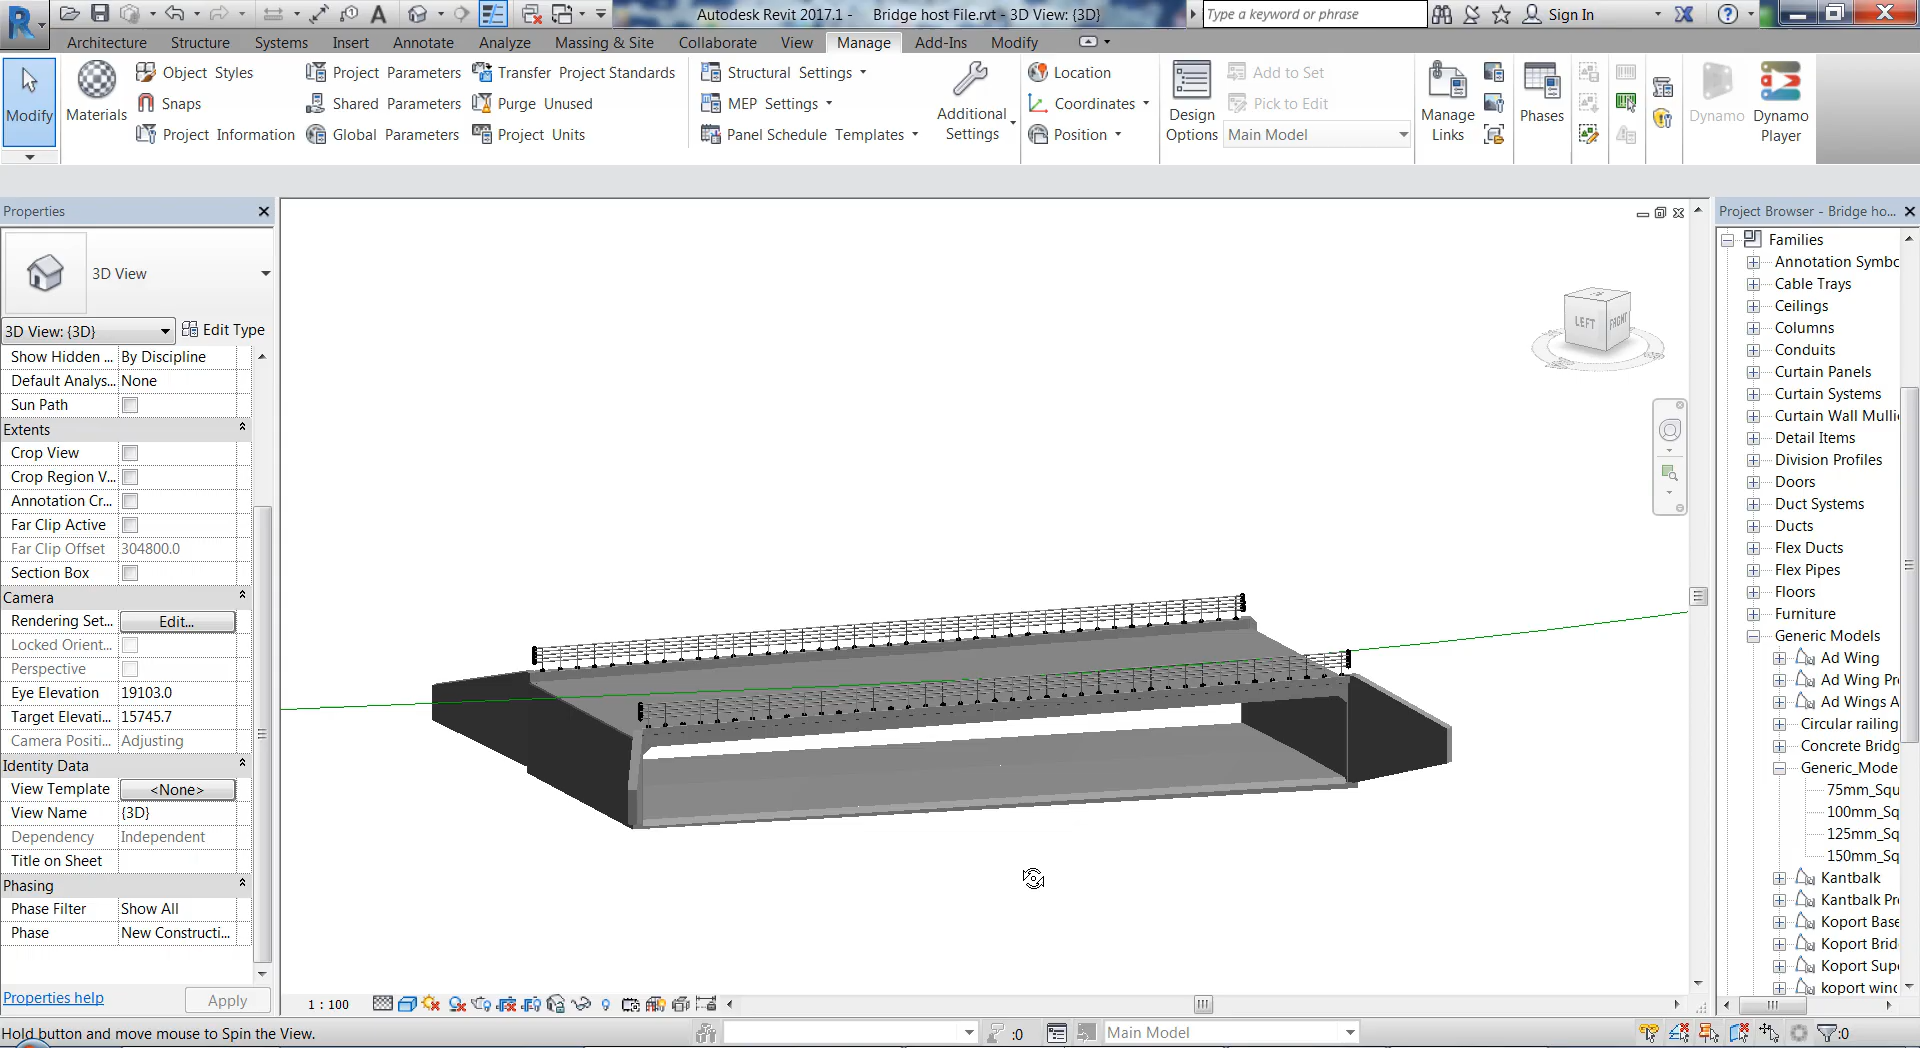 Autodesk Revit 2017.1 - Bridge host File.rvt - 3D View: {3D}
Type a keyword or phrase
Sign In
Architecture Structure Systems Insert Annotate Analyze Massing & Site Collaborate View Manage Add-Ins Modify
Modify
Materials
Object Styles
Snaps
Project Information
Project Parameters
Shared Parameters
Global Parameters
Transfer Project Standards
Purge Unused
Project Units
Structural Settings
MEP Settings
Panel Schedule Templates
Additional
Settings
Location
Coordinates
Position
Design
Options
Add to Set
Pick to Edit
Main Model
Manage
Links
Phases
Dynamo
Dynamo
Player
Properties
3D View
3D View: {3D}
Edit Type
Show Hidden ... By Discipline
Default Analys... None
Sun Path
Extents
Crop View
Crop Region V...
Annotation Cr...
Far Clip Active
Far Clip Offset 304800.0
Section Box
Camera
Rendering Set... Edit...
Locked Orient...
Perspective
Eye Elevation 19103.0
Target Elevati... 15745.7
Camera Positi... Adjusting
Identity Data
View Template <None>
View Name {3D}
Dependency Independent
Title on Sheet
Phasing
Phase Filter Show All
Phase New Constructi...
Properties help
Apply
LEFT
FRONT
1 : 100
Project Browser - Bridge ho...
Families
Annotation Symbo
Cable Trays
Ceilings
Columns
Conduits
Curtain Panels
Curtain Systems
Curtain Wall Mulli
Detail Items
Division Profiles
Doors
Duct Systems
Ducts
Flex Ducts
Flex Pipes
Floors
Furniture
Generic Models
Ad Wing
Ad Wing Pr
Ad Wings A
Circular railing
Concrete Bridg
Generic_Mode
75mm_Squ
100mm_Sq
125mm_Sq
150mm_Sq
Kantbalk
Kantbalk Pr
Koport Base
Koport Brid
Koport Supe
koport wing
Hold button and move mouse to Spin the View.
:0
Main Model
:0